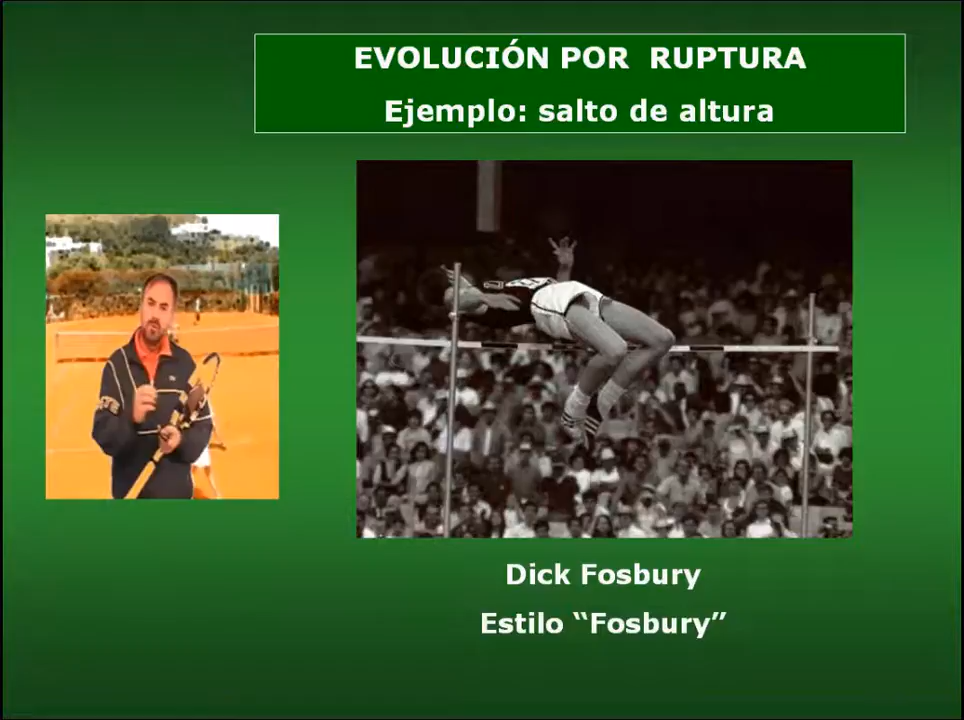 EVOLUCIÓN POR RUPTURA
Ejemplo: salto de altura
Dick Fosbury
Estilo “Fosbury”